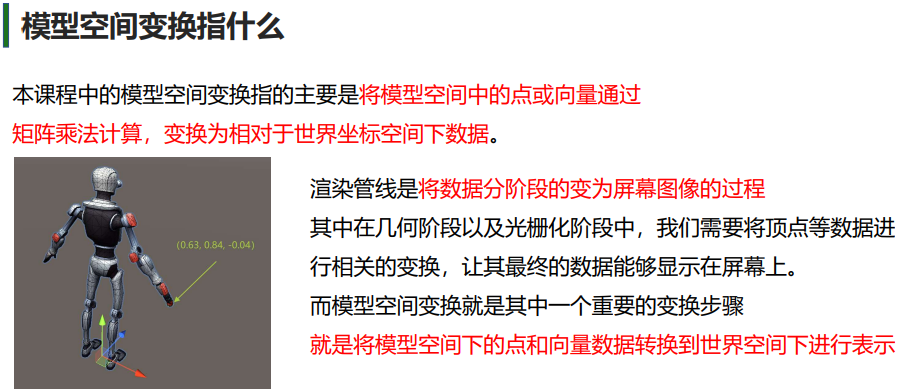 模型空间变换指什么
本课程中的模型空间变换指的主要是将模型空间中的点或向量通过
矩阵乘法计算，变换为相对于世界坐标空间下数据。
渲染管线是将数据分阶段的变为屏幕图像的过程
其中在几何阶段以及光栅化阶段中，我们需要将顶点等数据进
行相关的变换，让其最终的数据能够显示在屏幕上。
而模型空间变换就是其中一个重要的变换步骤
就是将模型空间下的点和向量数据转换到世界空间下进行表示
(0.63, 0.84, -0.04)